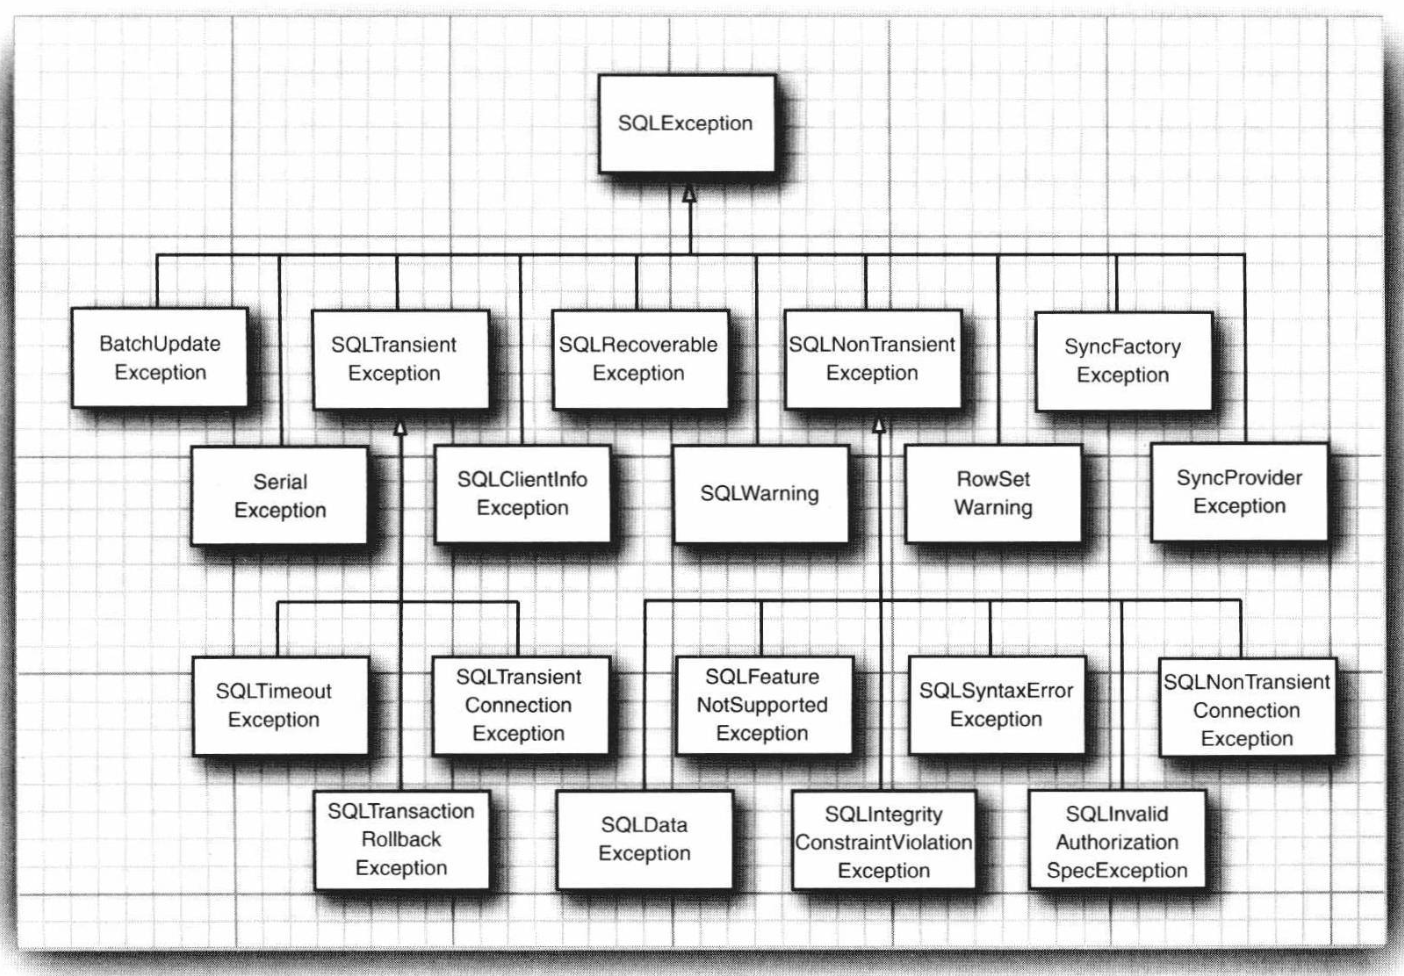 SQLException
BatchUpdate
Exception
SQLTransient
Exception
SQLRecoverable
Exception
SQLNonTransient
Exception
SyncFactory
Exception
Serial
Exception
SQLClientInfo
Exception
SQLWarning
RowSet
Warning
SyncProvider
Exception
SQLTimeout
Exception
SQLTransient
Connection
Exception
SQLFeature
NotSupported
Exception
SQLSyntaxError
Exception
SQLNonTransient
Connection
Exception
SQLTransaction
Rollback
Exception
SQLData
Exception
SQLIntegrity
ConstraintViolation
Exception
SQLInvalid
Authorization
SpecException